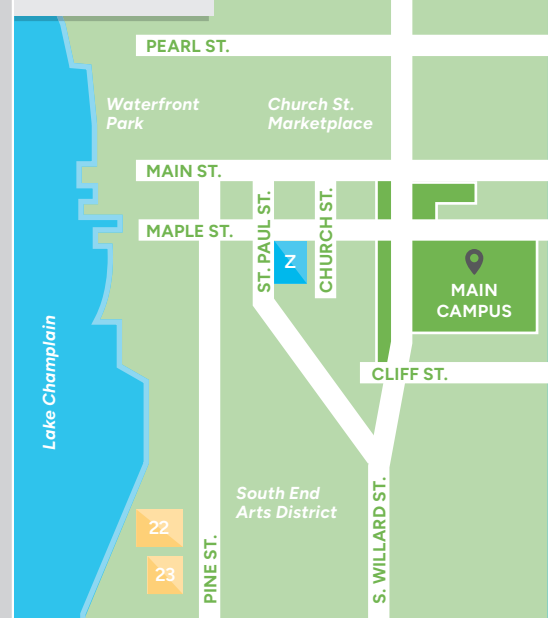 PEARL ST.
Waterfront
Park
Church St.
Marketplace
MAIN ST.
MAPLE ST.
ST. PAUL ST.
CHURCH ST.
Z
MAIN
CAMPUS
Lake Champlain
CLIFF ST.
South End
Arts District
22
23
PINE ST.
S. WILLARD ST.